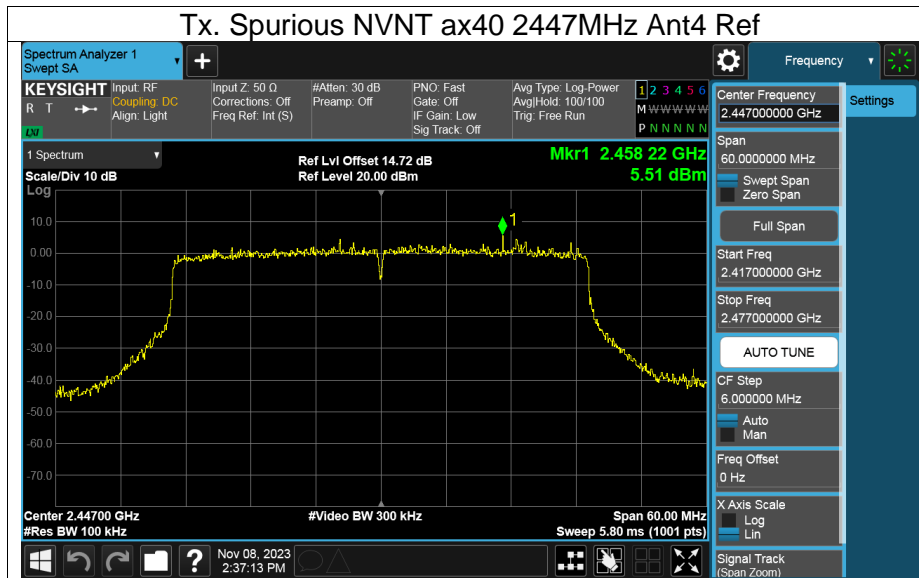 Tx. Spurious NVNT ax40 2447MHz Ant4 Ref
Spectrum Analyzer 1
Swept SA
+
Frequency
KEYSIGHT
R T
LXI
Input: RF
Coupling: DC
Align: Light
Input Z: 50 Ω
Corrections: Off
Freq Ref: Int (S)
#Atten: 30 dB
Preamp: Off
PNO: Fast
Gate: Off
IF Gain: Low
Sig Track: Off
Avg Type: Log-Power
Avg|Hold: 100/100
Trig: Free Run
1 2 3 4 5 6
M W W W W W
P N N N N N
1 Spectrum
Scale/Div 10 dB
Log
Ref Lvl Offset 14.72 dB
Ref Level 20.00 dBm
Mkr1 2.458 22 GHz
5.51 dBm
1
10.0
0.00
-10.0
-20.0
-30.0
-40.0
-50.0
-60.0
-70.0
Center 2.44700 GHz
#Res BW 100 kHz
#Video BW 300 kHz
Span 60.00 MHz
Sweep 5.80 ms (1001 pts)
Center Frequency
2.447000000 GHz
Settings
Span
60.0000000 MHz
Swept Span
Zero Span
Full Span
Start Freq
2.417000000 GHz
Stop Freq
2.477000000 GHz
AUTO TUNE
CF Step
6.000000 MHz
Auto
Man
Freq Offset
0 Hz
X Axis Scale
Log
Lin
Signal Track
(Span Zoom)
?
Nov 08, 2023
2:37:13 PM